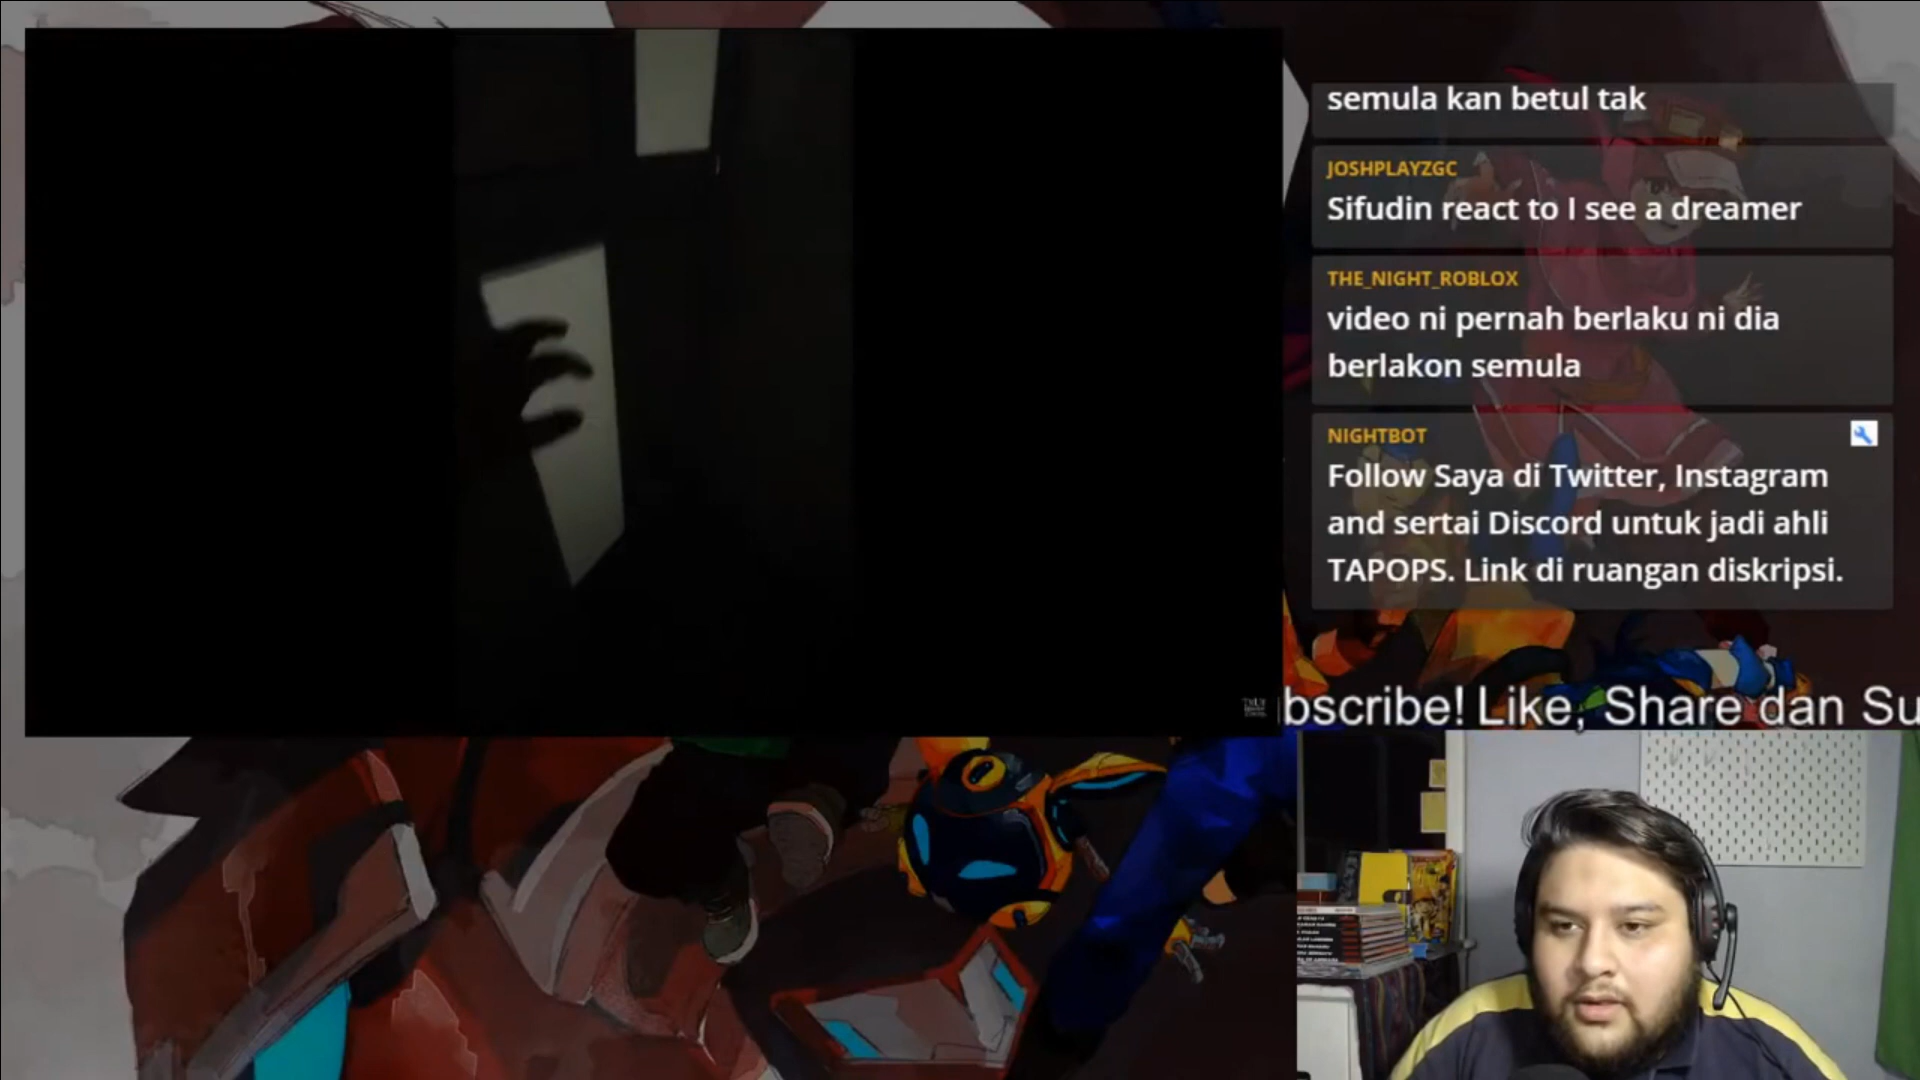 semula kan betul tak
JOSHPLAYZGC
Sifudin react to I see a dreamer
THE_NIGHT_ROBLOX
video ni pernah berlaku ni dia
berlakon semula
NIGHTBOT
Follow Saya di Twitter, Instagram
and sertai Discord untuk jadi ahli
TAPOPS. Link di ruangan diskripsi.
bscribe! Like, Share dan Su